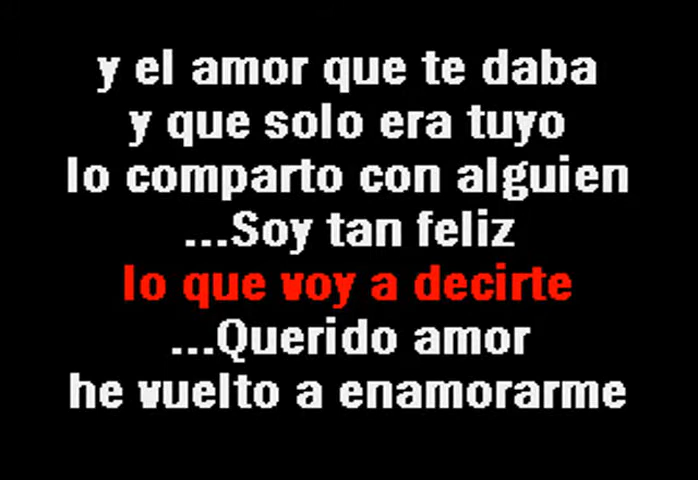 y el amor que te daba
y que solo era tuyo
lo comparto con alguien
...Soy tan feliz
lo que voy a decirte
...Querido amor
he vuelto a enamorarme